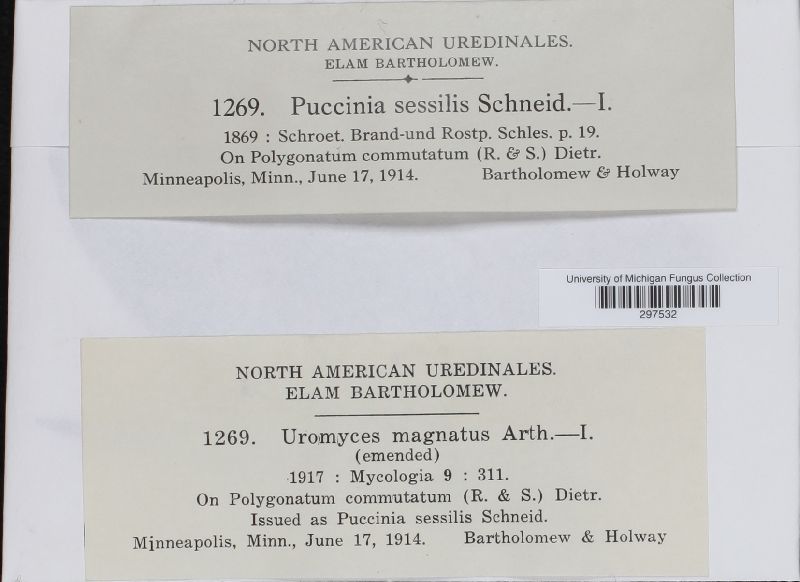 NORTH AMERICAN UREDINALES.
ELAM BARTHOLOMEW.
1269. Puccinia sessilis Schneid.—I.
1869 : Schroet. Brand-und Rostp. Schles. p. 19.
On Polygonatum commutatum (R. & S.) Dietr.
Minneapolis, Minn., June 17, 1914. Bartholomew & Holway
University of Michigan Fungus Collection
297532
NORTH AMERICAN UREDINALES.
ELAM BARTHOLOMEW.
1269. Uromyces magnatus Arth.—I.
(emended)
1917 : Mycologia 9 : 311.
On Polygonatum commutatum (R. & S.) Dietr.
Issued as Puccinia sessilis Schneid.
Minneapolis, Minn., June 17, 1914. Bartholomew & Holway